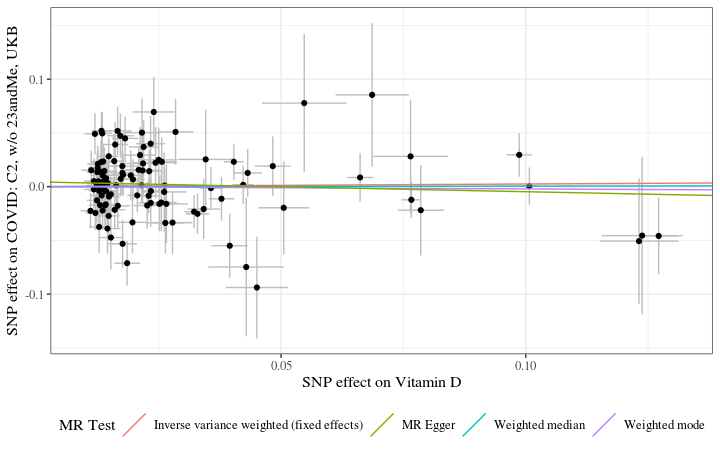 SNP effect on COVID: C2, w/o 23andMe, UKB
0.1
0.0
-0.1
0.05
0.10
SNP effect on Vitamin D
MR Test
Inverse variance weighted (fixed effects)
MR Egger
Weighted median
Weighted mode